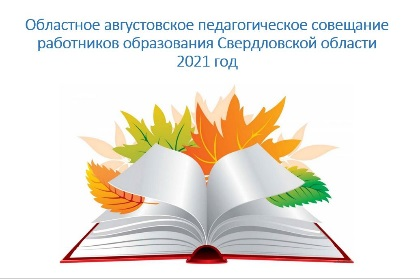 Областное августовское педагогическое совещание
работников образования Свердловской области
2021 год